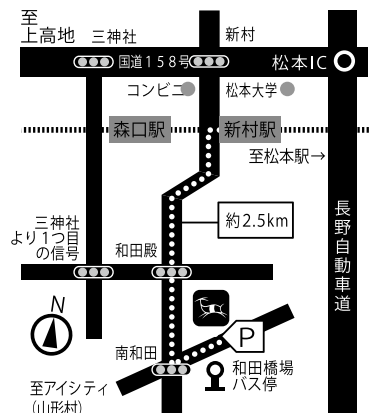 至
上高地
三神社
新村
国道158号
松本IC
コンビニ
松本大学
森口駅
新村駅
至松本駅→
約2.5km
三神社
より1つ目
の信号
和田殿
長野自動車道
N
P
南和田
和田橋場
バス停
至アイシティ
(山形村)